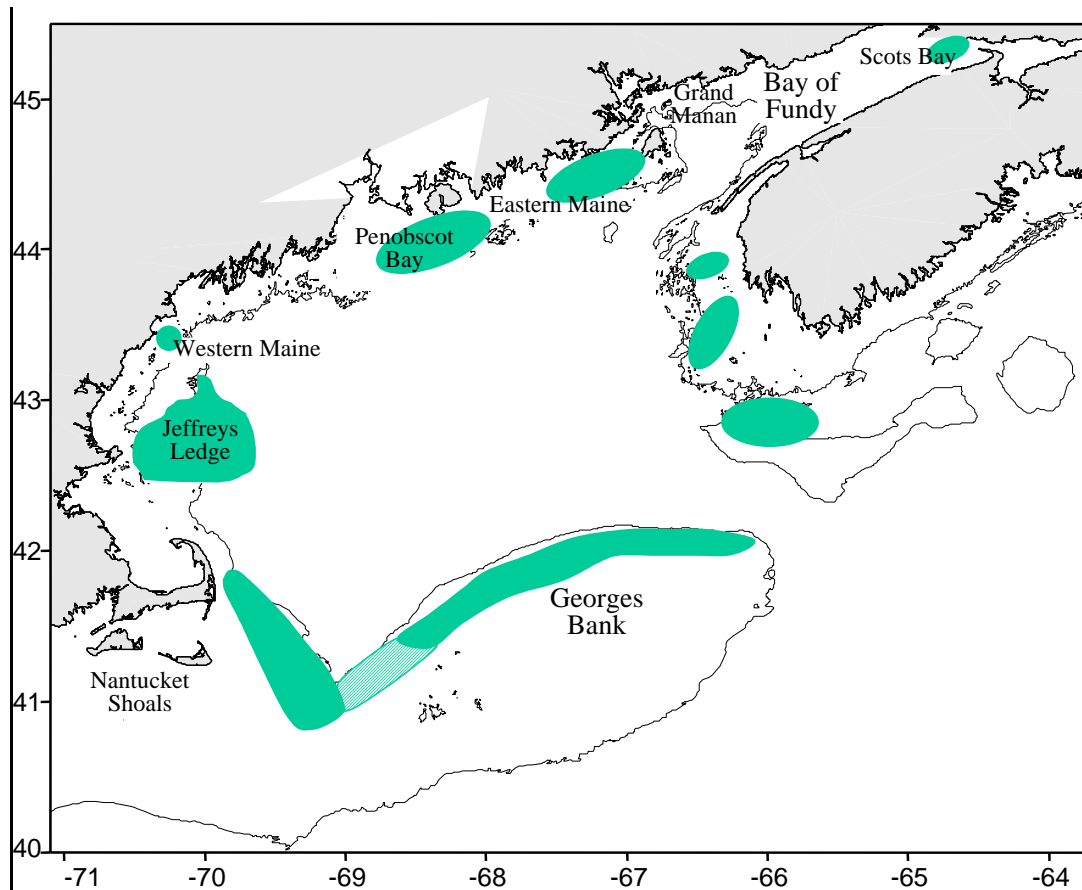 Scots Bay
Bay of
Fundy
Grand
Manan
45
Eastern Maine
Penobscot
Bay
44
Western Maine
43
Jeffreys
Ledge
42
Georges
Bank
Nantucket
Shoals
41
40
-71 -70 -69 -68 -67 -66 -65 -64